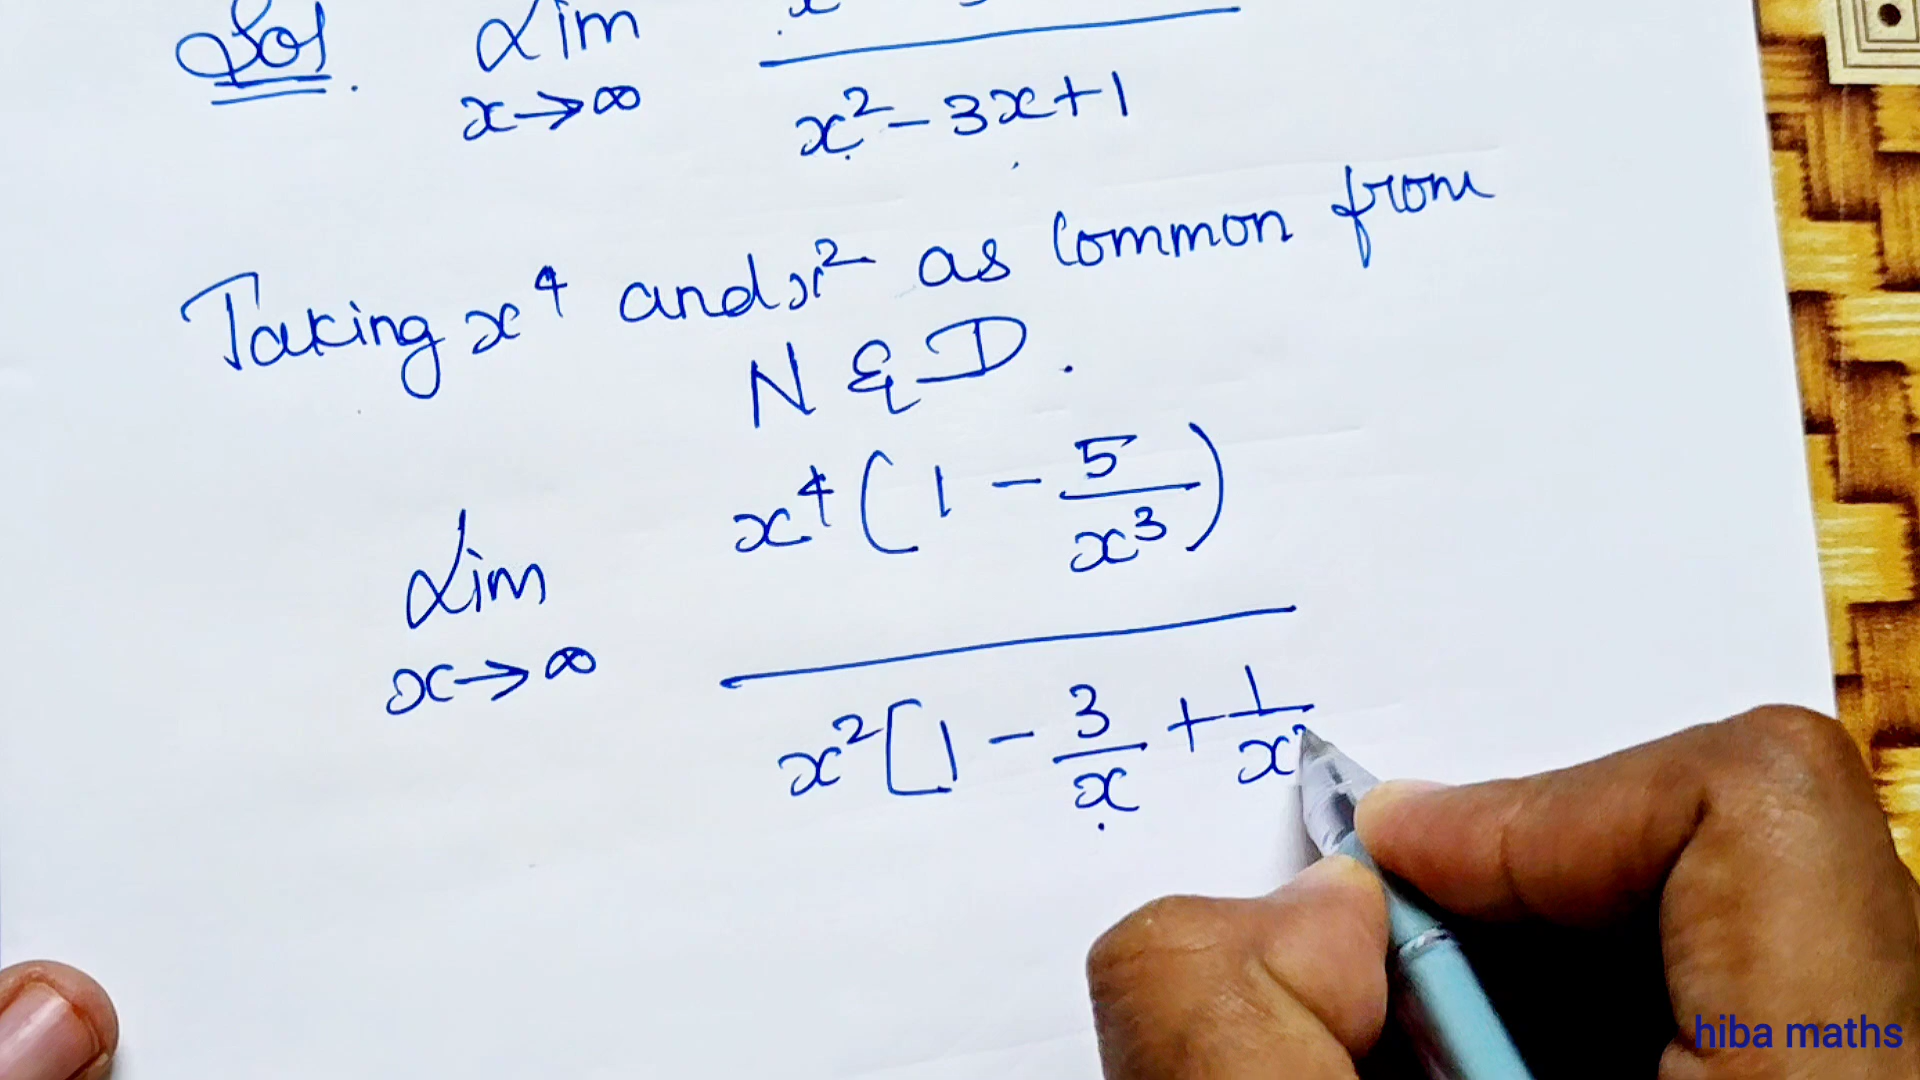 Sol. Lim
x→∞ x² - 3x + 1
Taking x⁴ and x² as common from
N & D.
x⁴ ( 1 - 5/x³ )
Lim
x→∞
x² [ 1 - 3/x + 1/x
hiba maths